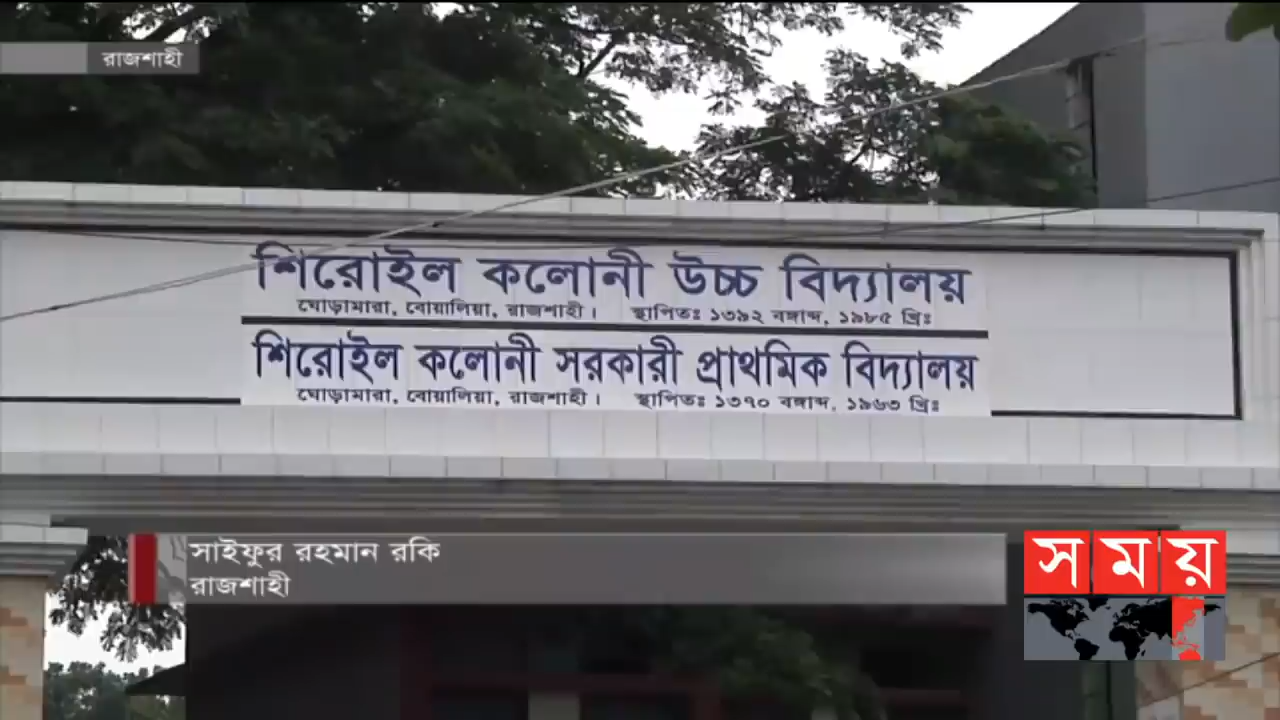 রাজশাহী
শিরোইল কলোনী উচ্চ বিদ্যালয়
ঘোড়ামারা, বোয়ালিয়া, রাজশাহী। স্থাপিতঃ ১৩৯২ বঙ্গাব্দ, ১৯৮৫ খ্রিঃ
শিরোইল কলোনী সরকারী প্রাথমিক বিদ্যালয়
ঘোড়ামারা, বোয়ালিয়া, রাজশাহী। স্থাপিতঃ ১৩৭০ বঙ্গাব্দ, ১৯৬৩ খ্রিঃ
সাইফুর রহমান রকি
রাজশাহী
সময়